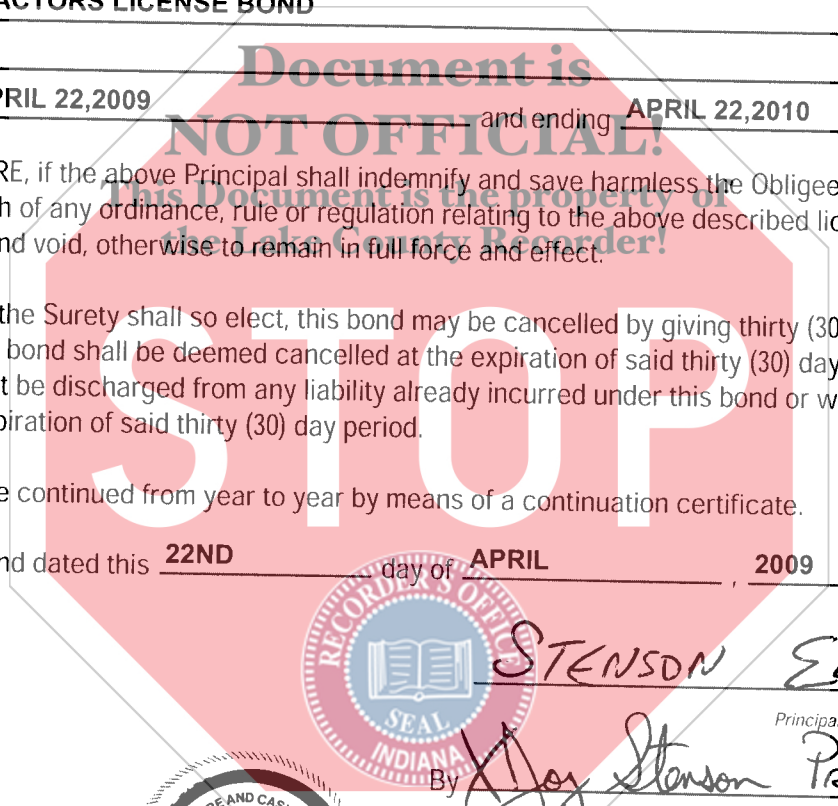 ACTORS LICENSE BOND
Document is
PRIL 22,2009 and ending APRIL 22,2010
NOT OFFICIAL!
RE, if the above Principal shall indemnify and save harmless the Obligee
This Document is the property of
h of any ordinance, rule or regulation relating to the above described lic
the Lake County Recorder!
nd void, otherwise to remain in full force and effect.
STOP
the Surety shall so elect, this bond may be cancelled by giving thirty (30
bond shall be deemed cancelled at the expiration of said thirty (30) day
t be discharged from any liability already incurred under this bond or w
piration of said thirty (30) day period.
e continued from year to year by means of a continuation certificate.
nd dated this 22ND day of APRIL , 2009
RECORDER'S OFFICE
SEAL
INDIANA
STENSON
Principa
By Stenson
RE AND CAS